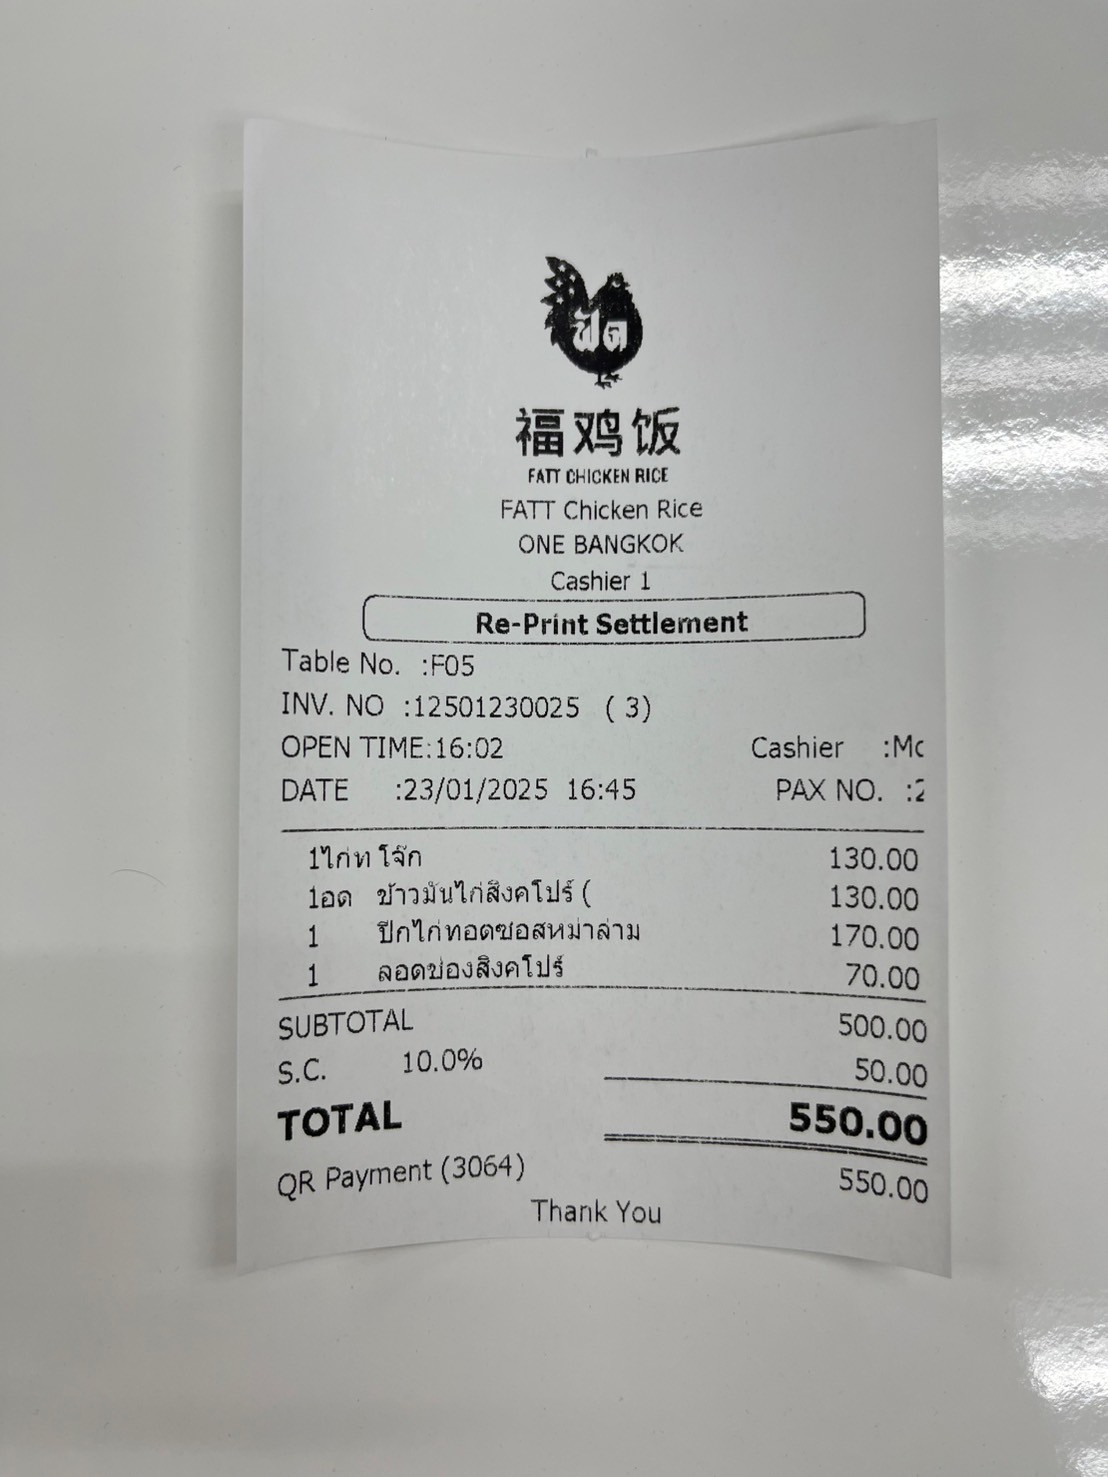 ฟัด
福鸡饭
FATT CHICKEN RICE
FATT Chicken Rice
ONE BANGKOK
Cashier 1
Re-Print Settlement
Table No. :F05
INV. NO :12501230025 ( 3)
OPEN TIME:16:02 Cashier :Mc
DATE :23/01/2025 16:45 PAX NO. :2
1ไก่ท โจ๊ก 130.00
1อด ข้าวมันไก่สิงคโปร์ ( 130.00
1 ปีกไก่ทอดซอสหม่าล่าม 170.00
1 ลอดช่องสิงคโปร์ 70.00
SUBTOTAL 500.00
S.C. 10.0% 50.00
TOTAL 550.00
QR Payment (3064) 550.00
Thank You